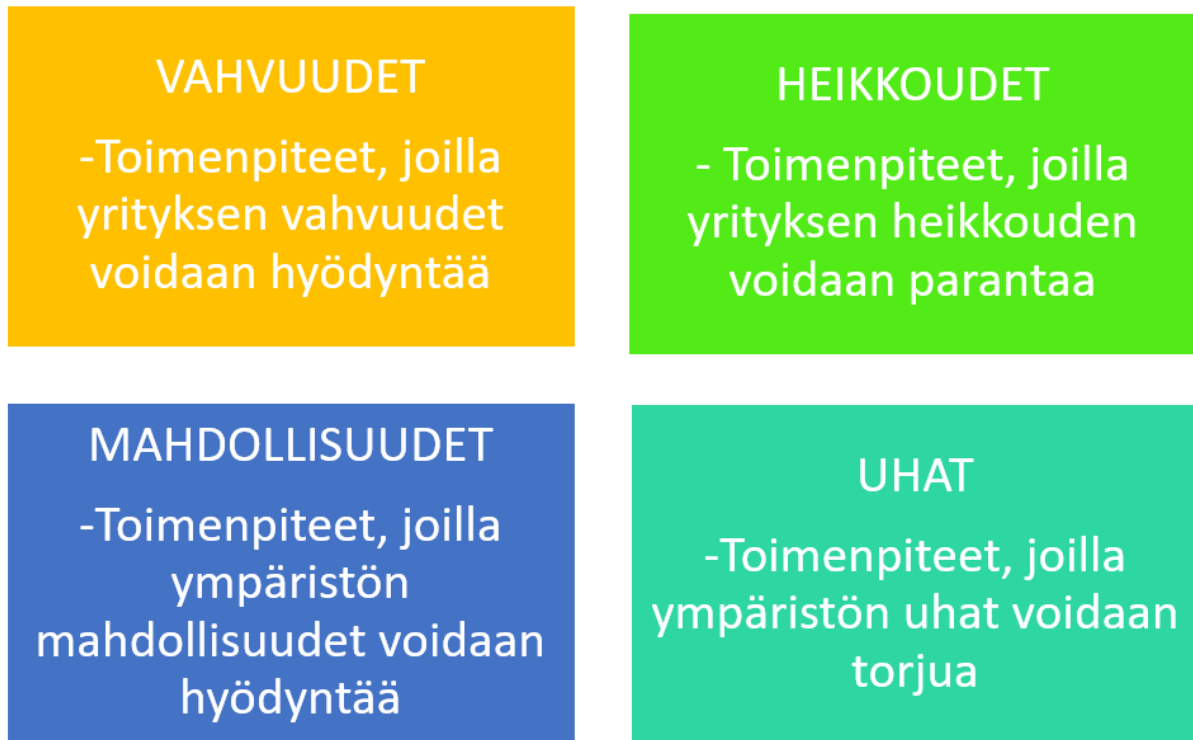 VAHVUUDET
-Toimenpiteet, joilla
yrityksen vahvuudet
voidaan hyödyntää
HEIKKOUDET
- Toimenpiteet, joilla
yrityksen heikkouden
voidaan parantaa
MAHDOLLISUUDET
-Toimenpiteet, joilla
ympäristön
mahdollisuudet voidaan
hyödyntää
UHAT
-Toimenpiteet, joilla
ympäristön uhat voidaan
torjua